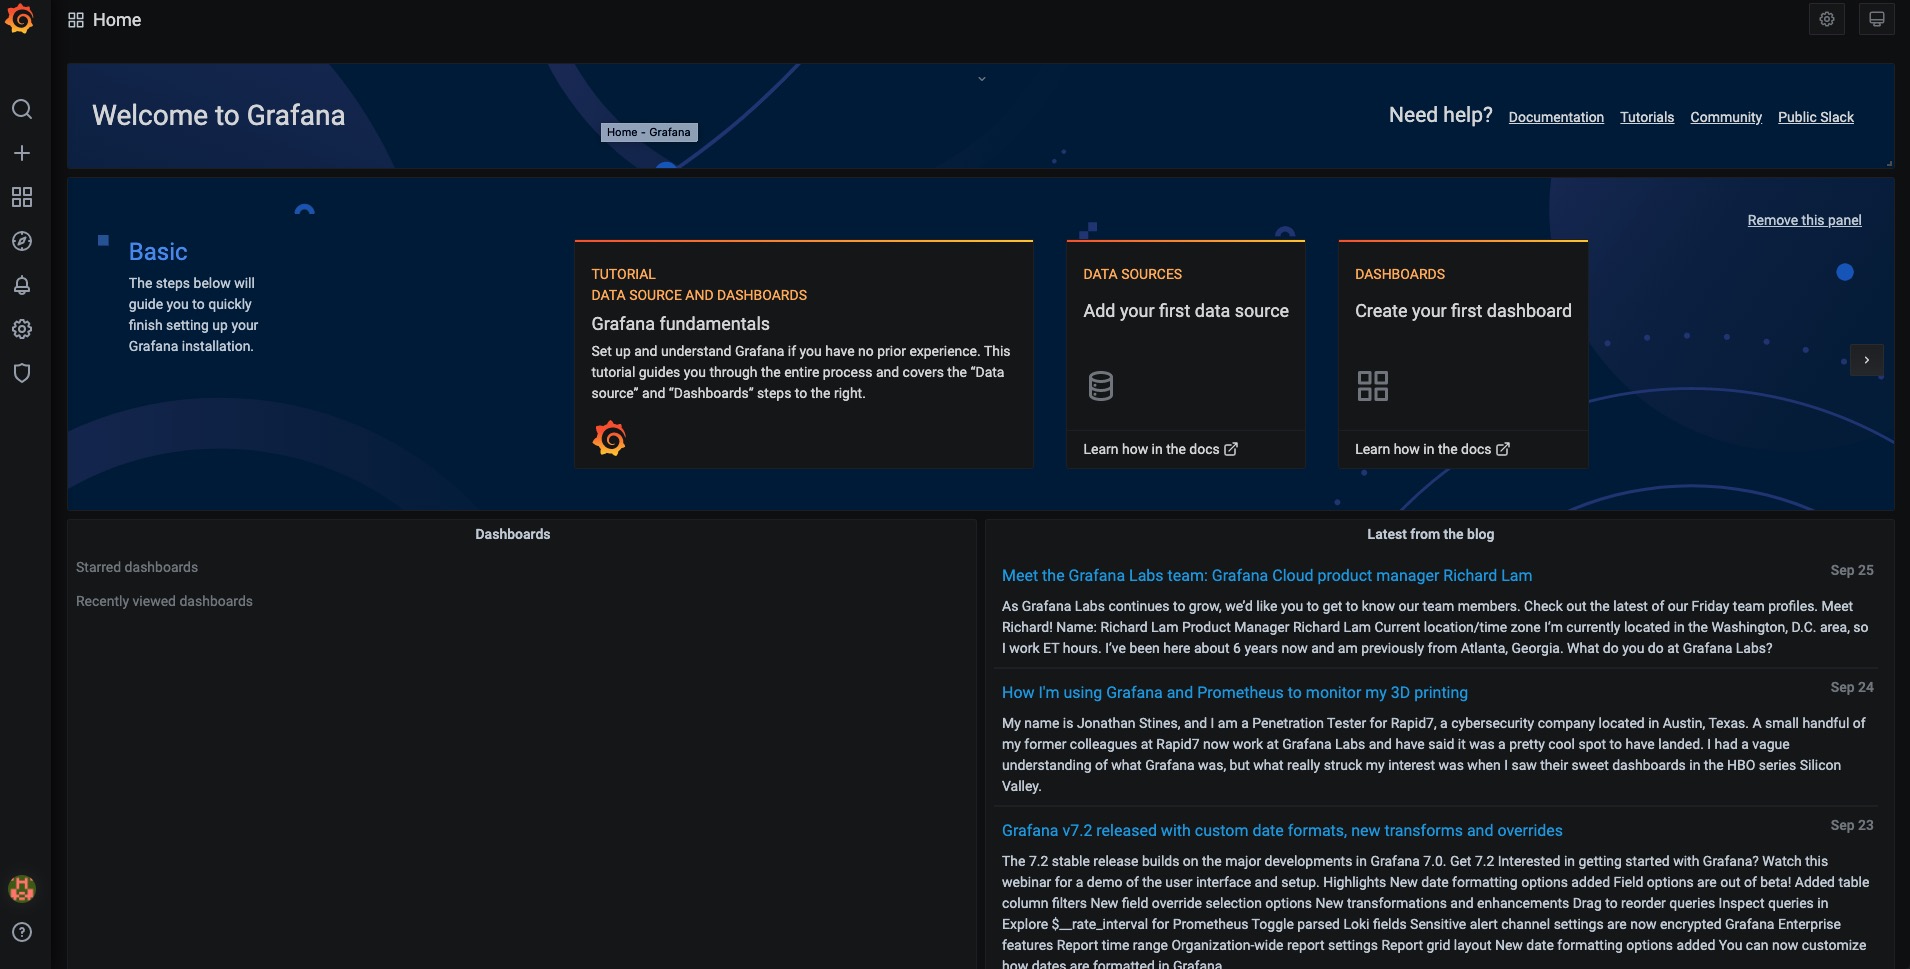 Home
Welcome to Grafana
Home - Grafana
Need help?
Documentation
Tutorials
Community
Public Slack
Remove this panel
Basic
The steps below will
guide you to quickly
finish setting up your
Grafana installation.
TUTORIAL
DATA SOURCE AND DASHBOARDS
Grafana fundamentals
Set up and understand Grafana if you have no prior experience. This
tutorial guides you through the entire process and covers the “Data
source” and “Dashboards” steps to the right.
DATA SOURCES
Add your first data source
Learn how in the docs
DASHBOARDS
Create your first dashboard
Learn how in the docs
Dashboards
Starred dashboards
Recently viewed dashboards
Latest from the blog
Meet the Grafana Labs team: Grafana Cloud product manager Richard Lam
Sep 25
As Grafana Labs continues to grow, we’d like you to get to know our team members. Check out the latest of our Friday team profiles. Meet
Richard! Name: Richard Lam Product Manager Richard Lam Current location/time zone I’m currently located in the Washington, D.C. area, so
I work ET hours. I’ve been here about 6 years now and am previously from Atlanta, Georgia. What do you do at Grafana Labs?
How I'm using Grafana and Prometheus to monitor my 3D printing
Sep 24
My name is Jonathan Stines, and I am a Penetration Tester for Rapid7, a cybersecurity company located in Austin, Texas. A small handful of
my former colleagues at Rapid7 now work at Grafana Labs and have said it was a pretty cool spot to have landed. I had a vague
understanding of what Grafana was, but what really struck my interest was when I saw their sweet dashboards in the HBO series Silicon
Valley.
Grafana v7.2 released with custom date formats, new transforms and overrides
Sep 23
The 7.2 stable release builds on the major developments in Grafana 7.0. Get 7.2 Interested in getting started with Grafana? Watch this
webinar for a demo of the user interface and setup. Highlights New date formatting options added Field options are out of beta! Added table
column filters New field override selection options New transformations and enhancements Drag to reorder queries Inspect queries in
Explore $__rate_interval for Prometheus Toggle parsed Loki fields Sensitive alert channel settings are now encrypted Grafana Enterprise
features Report time range Organization-wide report settings Report grid layout New date formatting options added You can now customize
how dates are formatted in Grafana